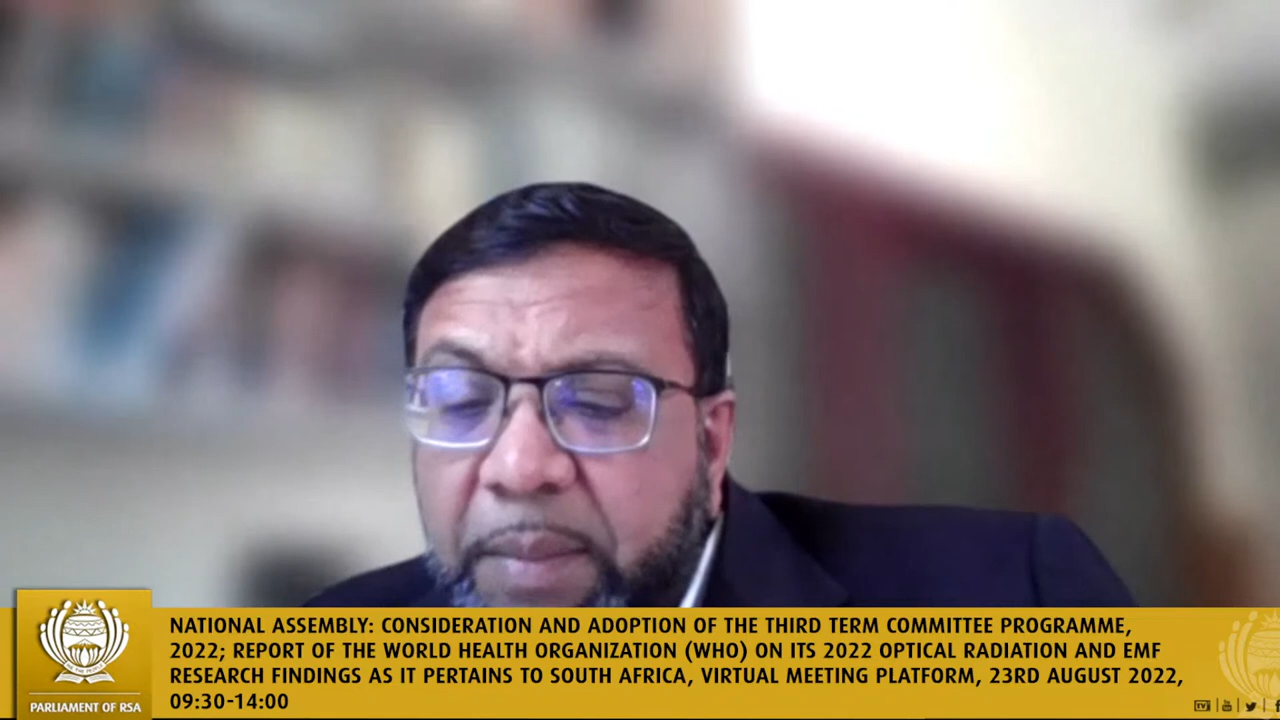 NATIONAL ASSEMBLY: CONSIDERATION AND ADOPTION OF THE THIRD TERM COMMITTEE PROGRAMME,
2022; REPORT OF THE WORLD HEALTH ORGANIZATION (WHO) ON ITS 2022 OPTICAL RADIATION AND EMF
RESEARCH FINDINGS AS IT PERTAINS TO SOUTH AFRICA, VIRTUAL MEETING PLATFORM, 23RD AUGUST 2022,
09:30-14:00
PARLIAMENT OF RSA